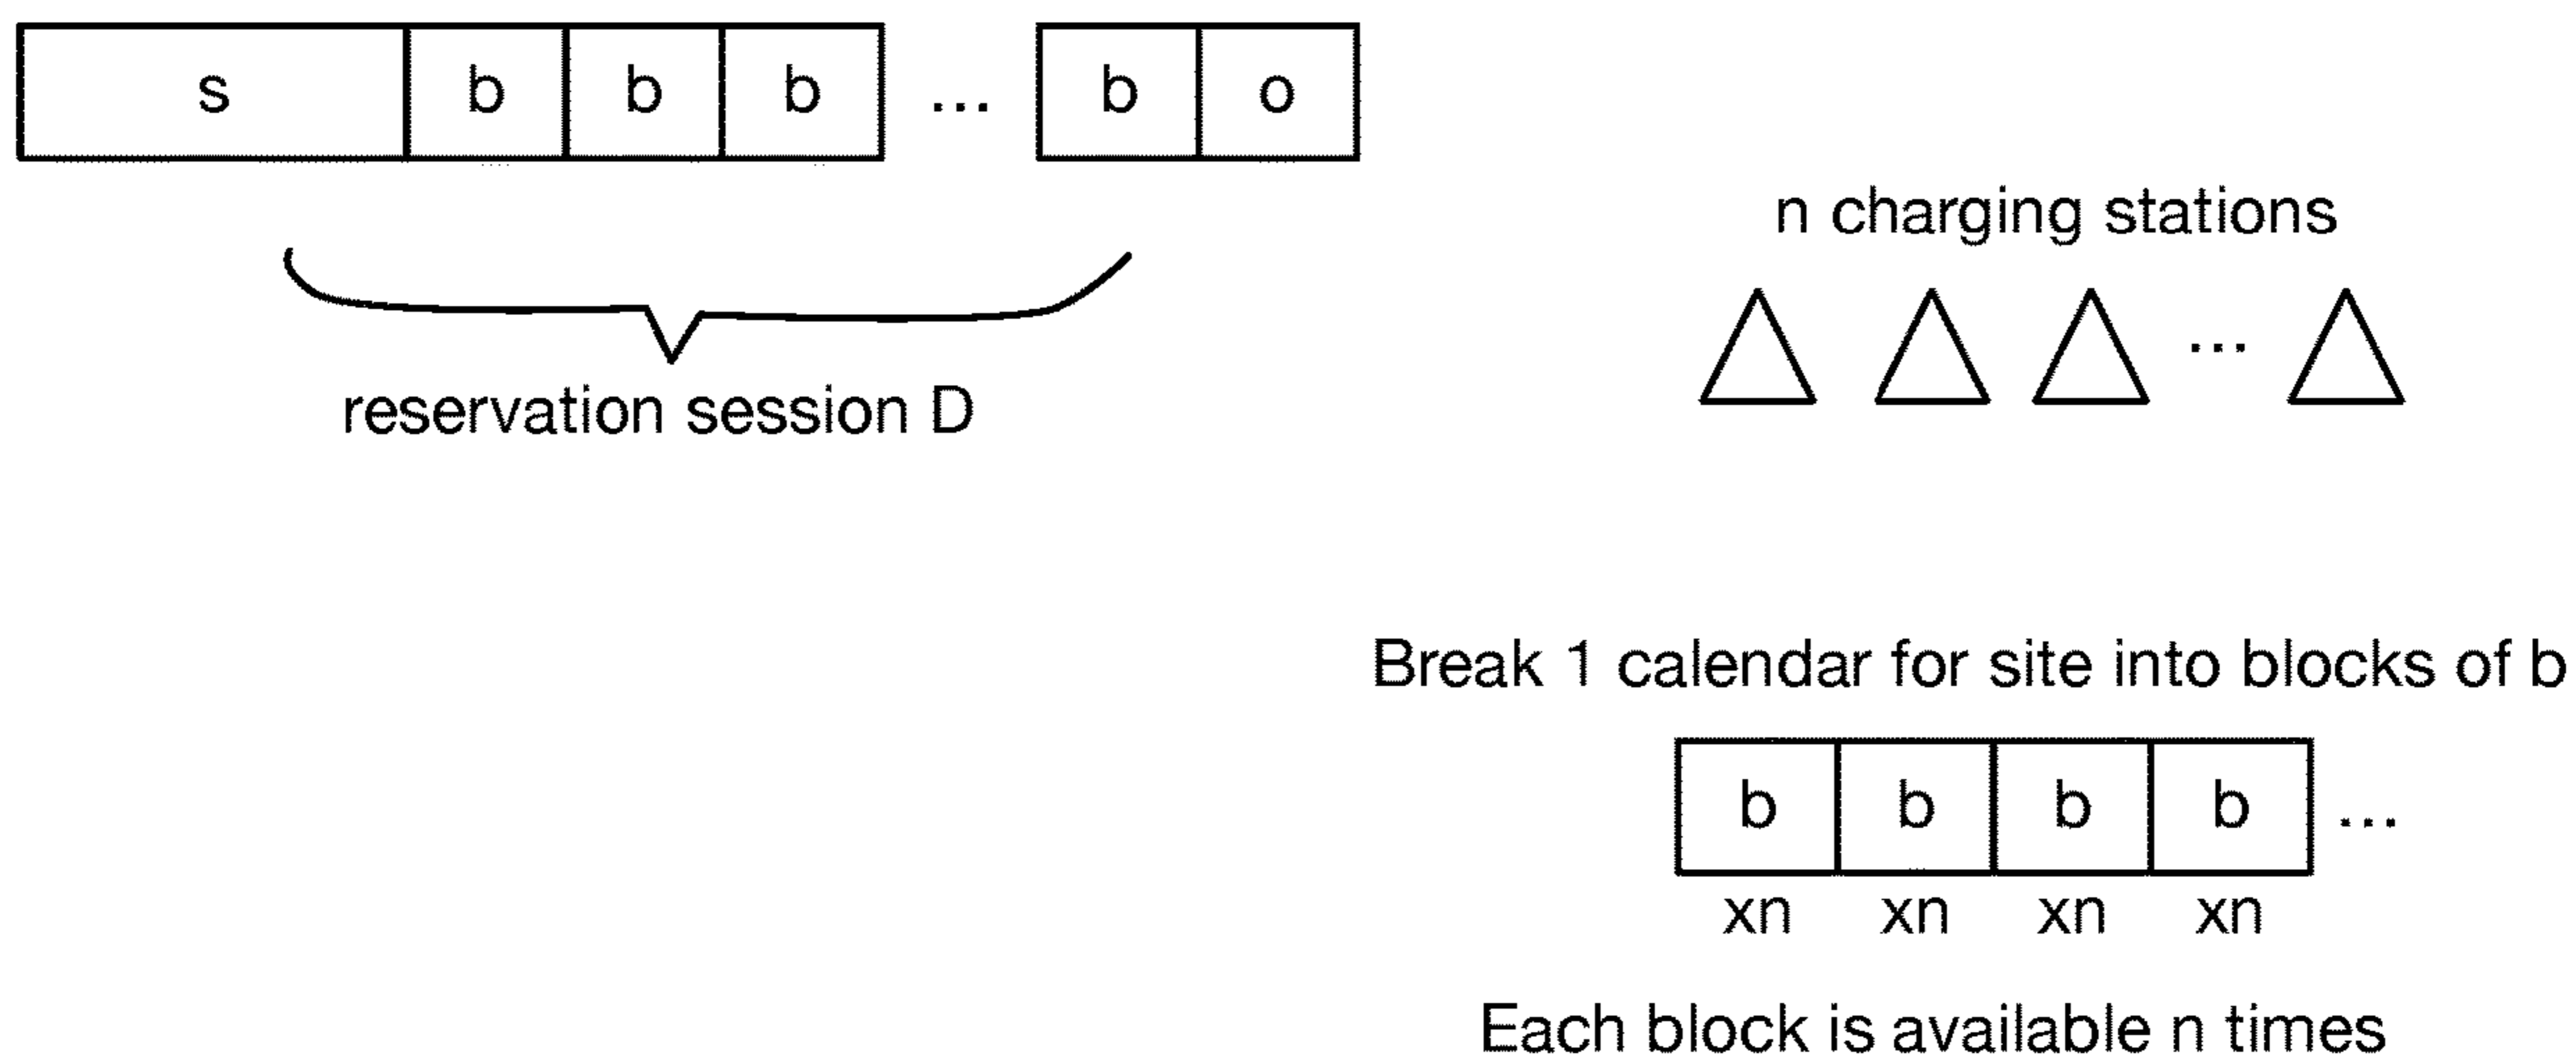 s b b b ... b o
reservation session D
n charging stations
...
Break 1 calendar for site into blocks of b
b b b b ...
xn xn xn xn
Each block is available n times